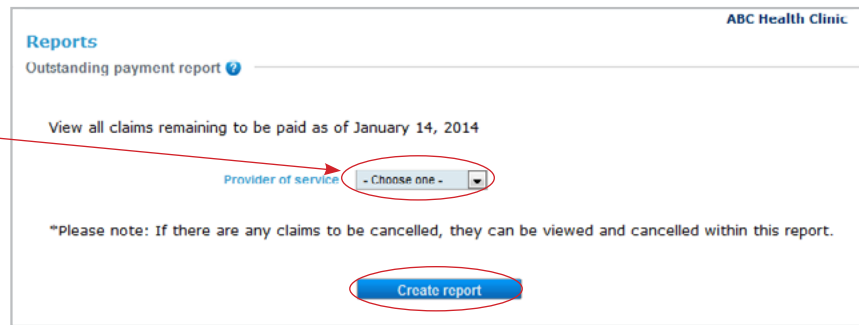 ABC Health Clinic
Reports
Outstanding payment report ?
View all claims remaining to be paid as of January 14, 2014
Provider of service - Choose one -
*Please note: If there are any claims to be cancelled, they can be viewed and cancelled within this report.
Create report